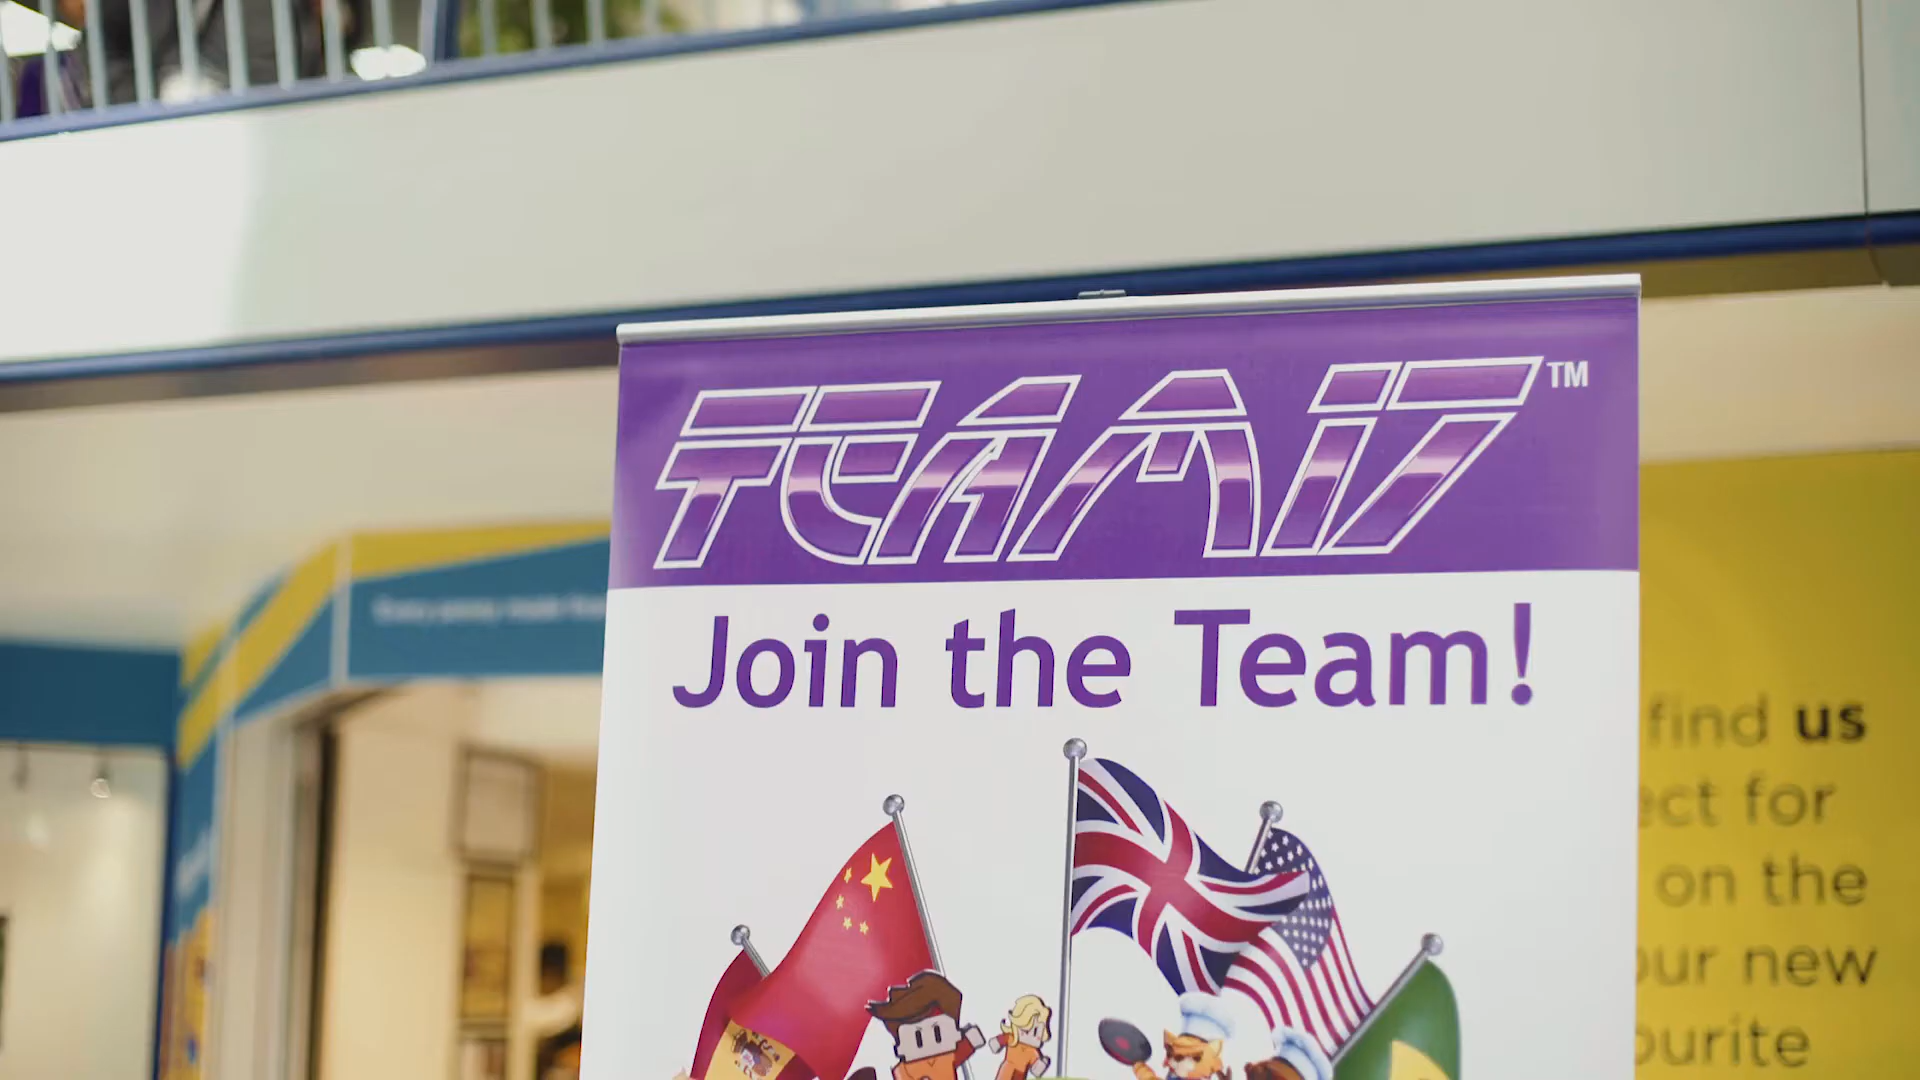 TEAM17™
Join the Team!
find us
ect for
on the
our new
ourite